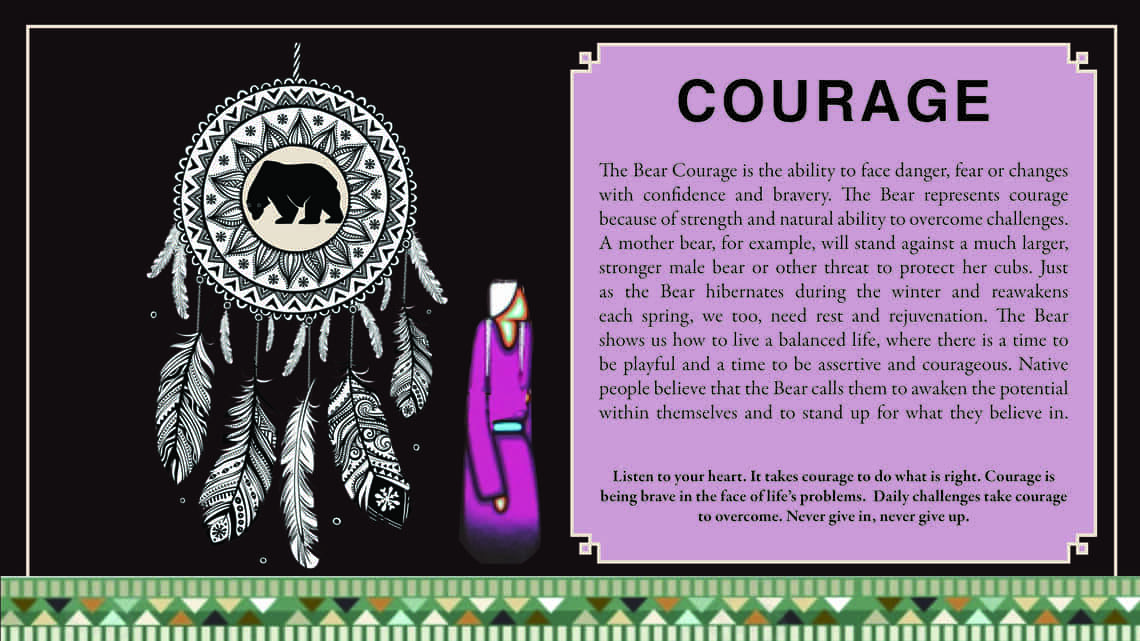 COURAGE
The Bear Courage is the ability to face danger, fear or changes
with confidence and bravery. The Bear represents courage
because of strength and natural ability to overcome challenges.
A mother bear, for example, will stand against a much larger,
stronger male bear or other threat to protect her cubs. Just
as the Bear hibernates during the winter and reawakens
each spring, we too, need rest and rejuvenation. The Bear
shows us how to live a balanced life, where there is a time to
be playful and a time to be assertive and courageous. Native
people believe that the Bear calls them to awaken the potential
within themselves and to stand up for what they believe in.
Listen to your heart. It takes courage to do what is right. Courage is
being brave in the face of life’s problems.  Daily challenges take courage
to overcome. Never give in, never give up.